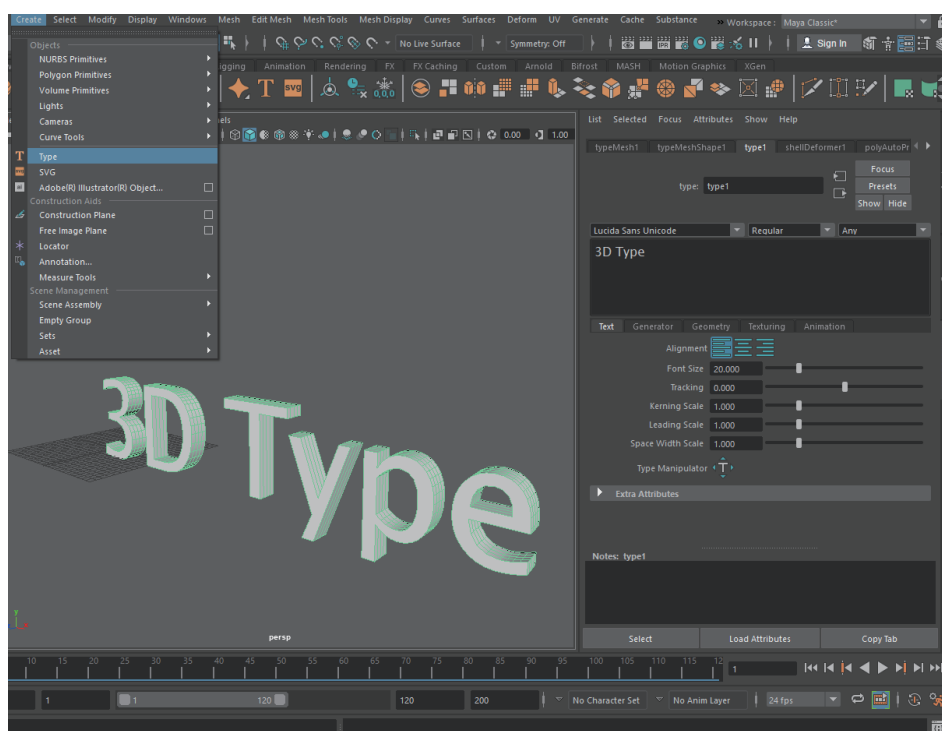 Create Select Modify Display Windows Mesh Edit Mesh Mesh Tools Mesh Display Curves Surfaces Deform UV Generate Cache Substance Workspace : Maya Classic*
No Live Surface Symmetry: Off Sign In
Objects
NURBS Primitives
Polygon Primitives
Volume Primitives
Lights
Cameras
Curve Tools
Type
SVG
Adobe(R) Illustrator(R) Object...
Construction Aids
Construction Plane
Free Image Plane
Locator
Annotation...
Measure Tools
Scene Management
Scene Assembly
Empty Group
Sets
Asset
gging Animation Rendering FX FX Caching Custom Arnold Bifrost MASH Motion Graphics XGen
T SVG 0,0,0
els
0.00 1.00
3D Type
persp
List Selected Focus Attributes Show Help
typeMesh1 typeMeshShape1 type1 shellDeformer1 polyAutoPr
Focus
type: type1 Presets
Show Hide
Lucida Sans Unicode Regular Any
3D Type
Text Generator Geometry Texturing Animation
Alignment
Font Size 20.000
Tracking 0.000
Kerning Scale 1.000
Leading Scale 1.000
Space Width Scale 1.000
Type Manipulator T
Extra Attributes
Notes: type1
Select Load Attributes Copy Tab
10 15 20 25 30 35 40 45 50 55 60 65 70 75 80 85 90 95 100 105 110 115 12 1
1 1 120 120 200 No Character Set No Anim Layer 24 fps